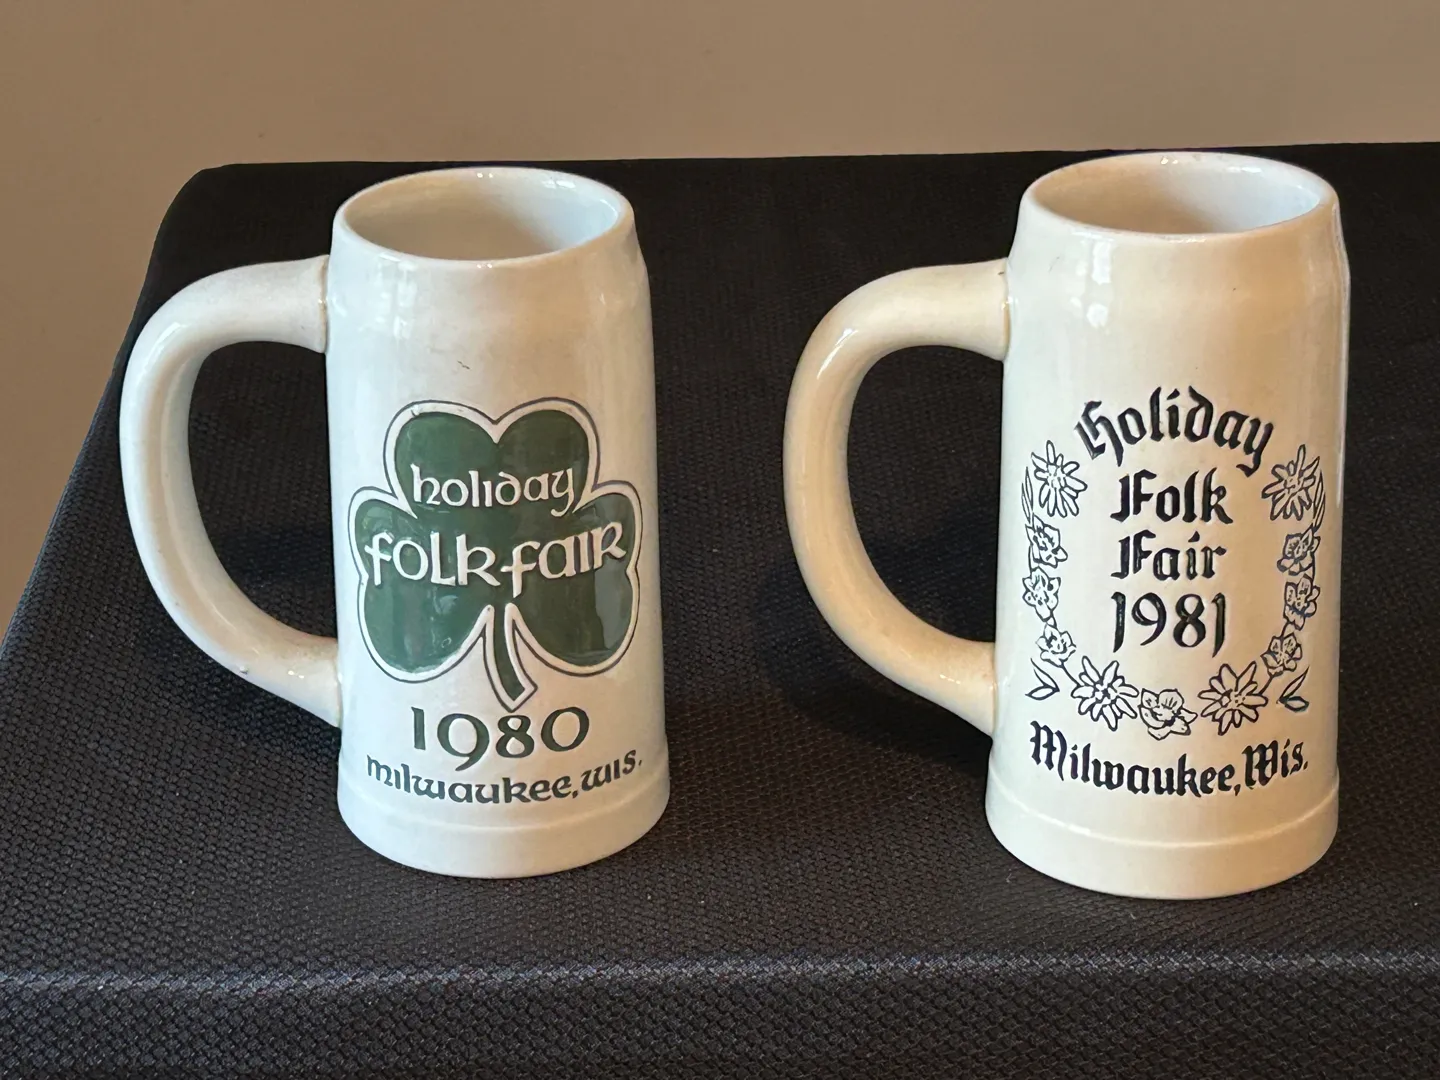 holiday
folk fair
1980
milwaukee, wis.
Holiday
Folk
Fair
1981
Milwaukee, Wis.